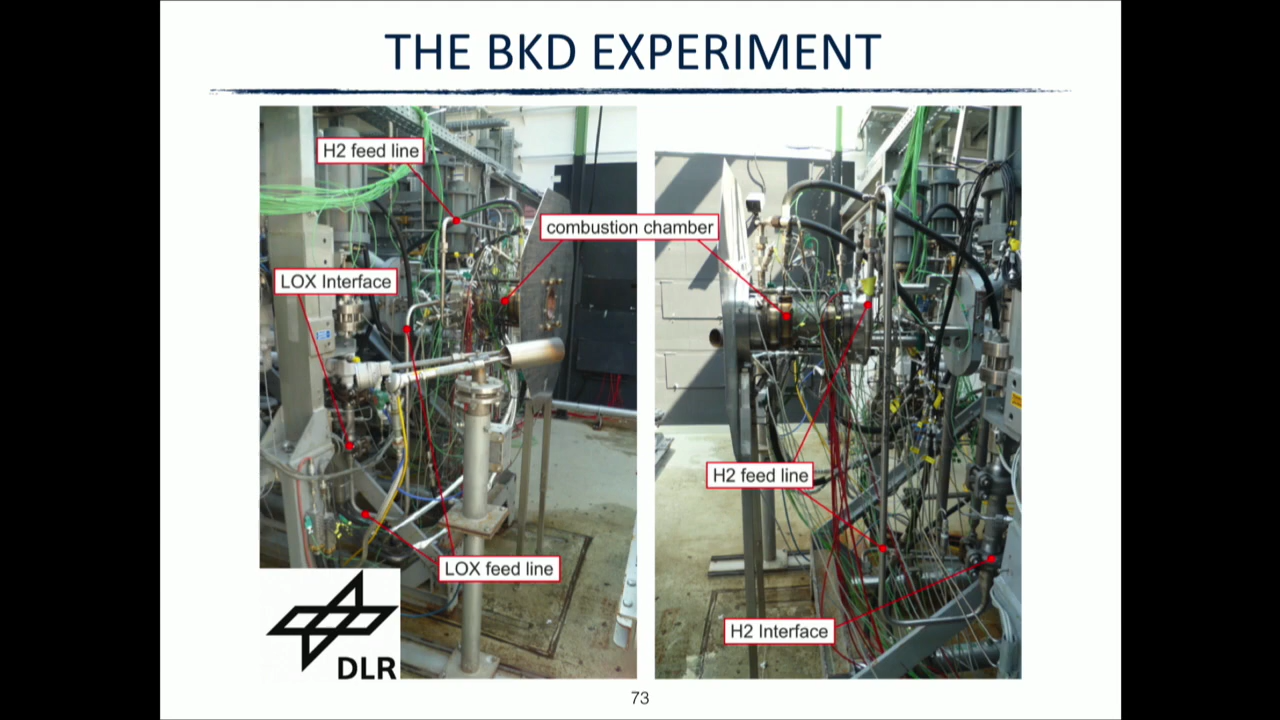 THE BKD EXPERIMENT
H2 feed line
combustion chamber
LOX Interface
H2 feed line
LOX feed line
H2 Interface
DLR
73